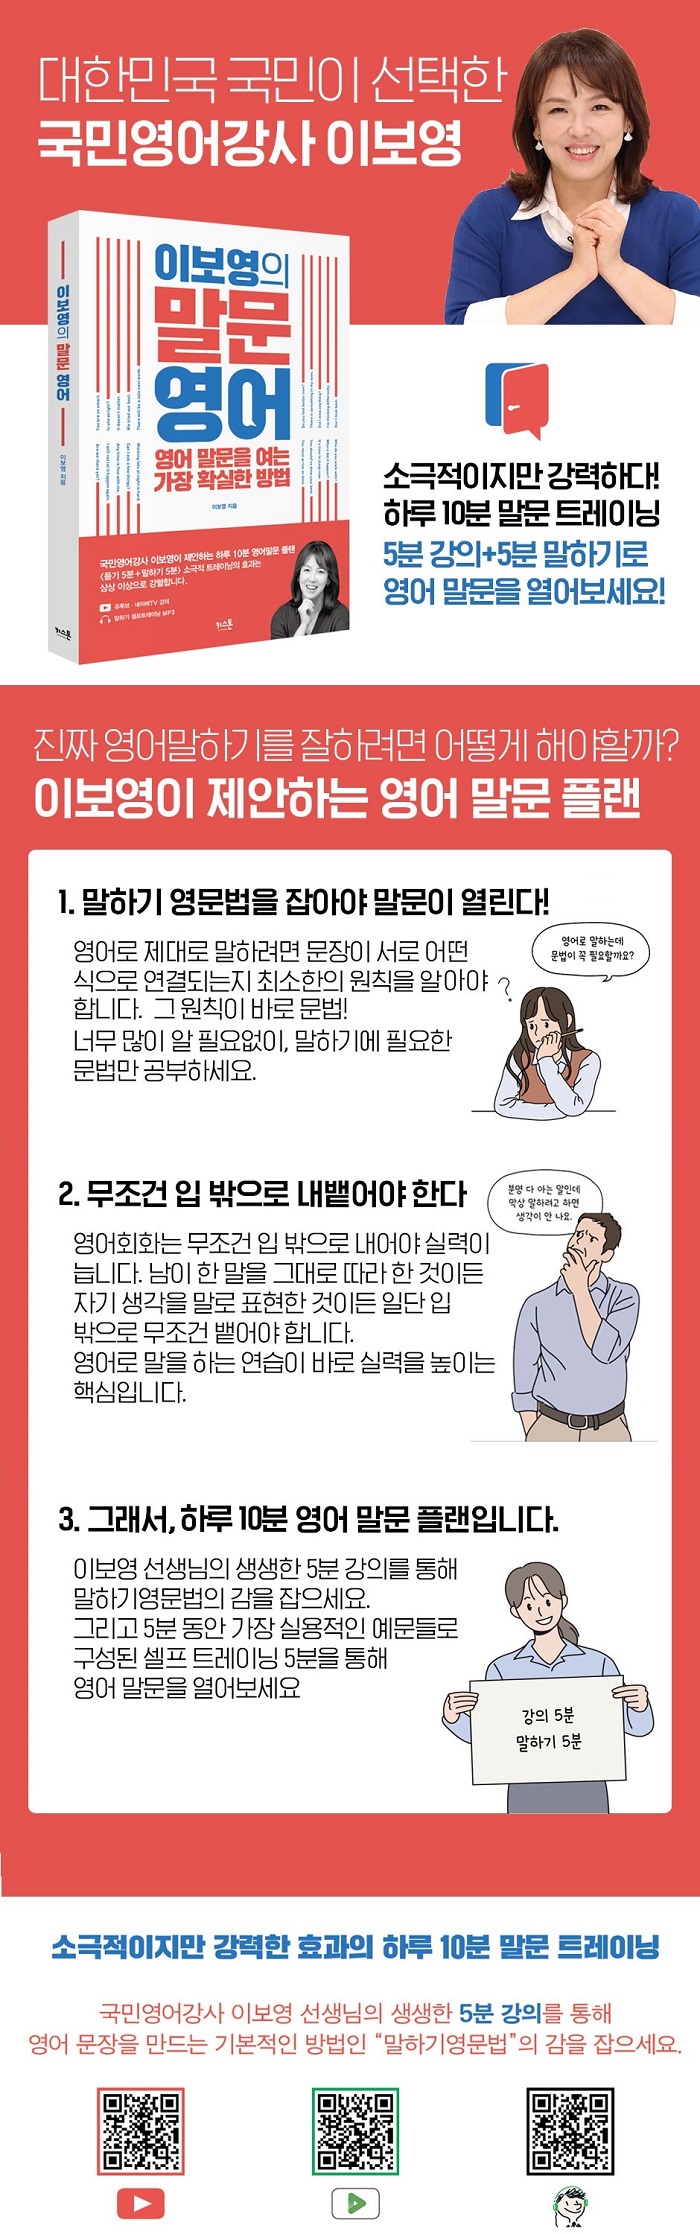 대한민국 국민이 선택한
국민영어강사 이보영
이보영의
말문
영어
영어 말문을 여는
가장 확실한 방법
이보영 지음
국민영어강사 이보영이 제안하는 하루 10분 영어말문 플랜
〈듣기 5분+말하기 5분〉 소극적 트레이닝의 효과는
상상 이상으로 강렬합니다.
유튜브·네이버TV 강의
말하기 셀프트레이닝 MP3
키스톤
이보영의 말문 영어
이보영 지음
키스톤
소극적이지만 강력하다!
하루 10분 말문 트레이닝
5분 강의+5분 말하기로
영어 말문을 열어보세요!
진짜 영어말하기를 잘하려면 어떻게 해야할까?
이보영이 제안하는 영어 말문 플랜
1. 말하기 영문법을 잡아야 말문이 열린다!
영어로 제대로 말하려면 문장이 서로 어떤
식으로 연결되는지 최소한의 원칙을 알아야
합니다. 그 원칙이 바로 문법!
너무 많이 알 필요없이, 말하기에 필요한
문법만 공부하세요.
영어로 말하는데
문법이 꼭 필요할까요?
?
2. 무조건 입 밖으로 내뱉어야 한다
영어회화는 무조건 입 밖으로 내어야 실력이
늡니다. 남이 한 말을 그대로 따라 한 것이든
자기 생각을 말로 표현한 것이든 일단 입
밖으로 무조건 뱉어야 합니다.
영어로 말을 하는 연습이 바로 실력을 높이는
핵심입니다.
분명 다 아는 말인데
막상 말하려고 하면
생각이 안 나요.
3. 그래서, 하루 10분 영어 말문 플랜입니다.
이보영 선생님의 생생한 5분 강의를 통해
말하기영문법의 감을 잡으세요.
그리고 5분 동안 가장 실용적인 예문들로
구성된 셀프 트레이닝 5분을 통해
영어 말문을 열어보세요
강의 5분
말하기 5분
소극적이지만 강력한 효과의 하루 10분 말문 트레이닝
국민영어강사 이보영 선생님의 생생한 5분 강의를 통해
영어 문장을 만드는 기본적인 방법인 “말하기영문법”의 감을 잡으세요.